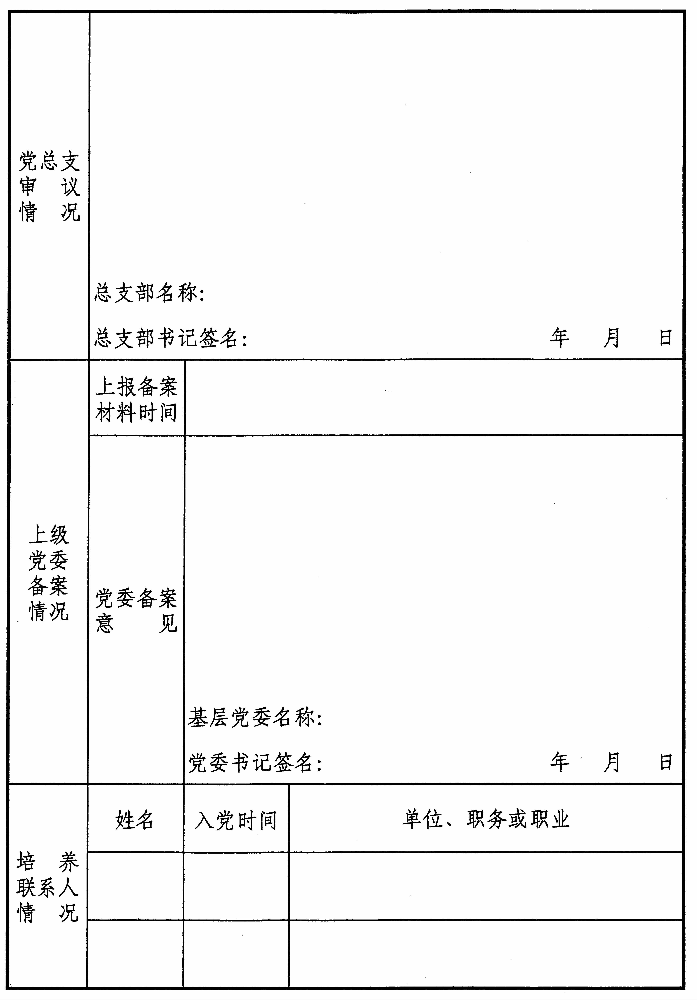 党总支
审议
情况
总支部名称:
总支部书记签名: 年 月 日
上级
党委
备案
情况
上报备案
材料时间
党委备案
意见
基层党委名称:
党委书记签名: 年 月 日
培养
联系人
情况
姓名 入党时间 单位、职务或职业